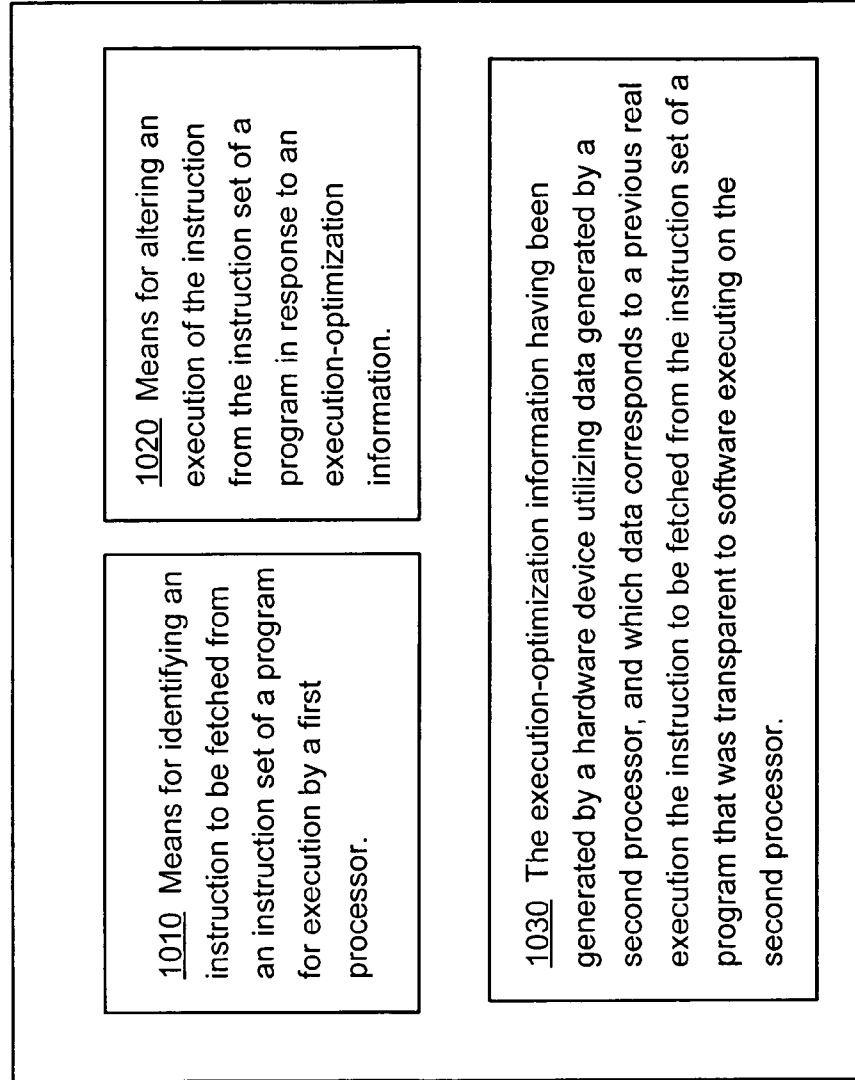 1010 Means for identifying an
instruction to be fetched from
an instruction set of a program
for execution by a first
processor.
1020 Means for altering an
execution of the instruction
from the instruction set of a
program in response to an
execution-optimization
information.
1030 The execution-optimization information having been
generated by a hardware device utilizing data generated by a
second processor, and which data corresponds to a previous real
execution the instruction to be fetched from the instruction set of a
program that was transparent to software executing on the
second processor.